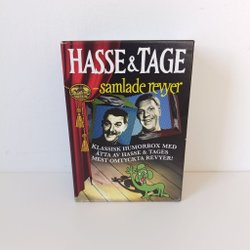 HASSE & TAGE
samlade revyer
KLASSISK HUMORBOX MED
ÅTTA AV HASSE & TAGES
MEST OMTYCKTA REVYER!